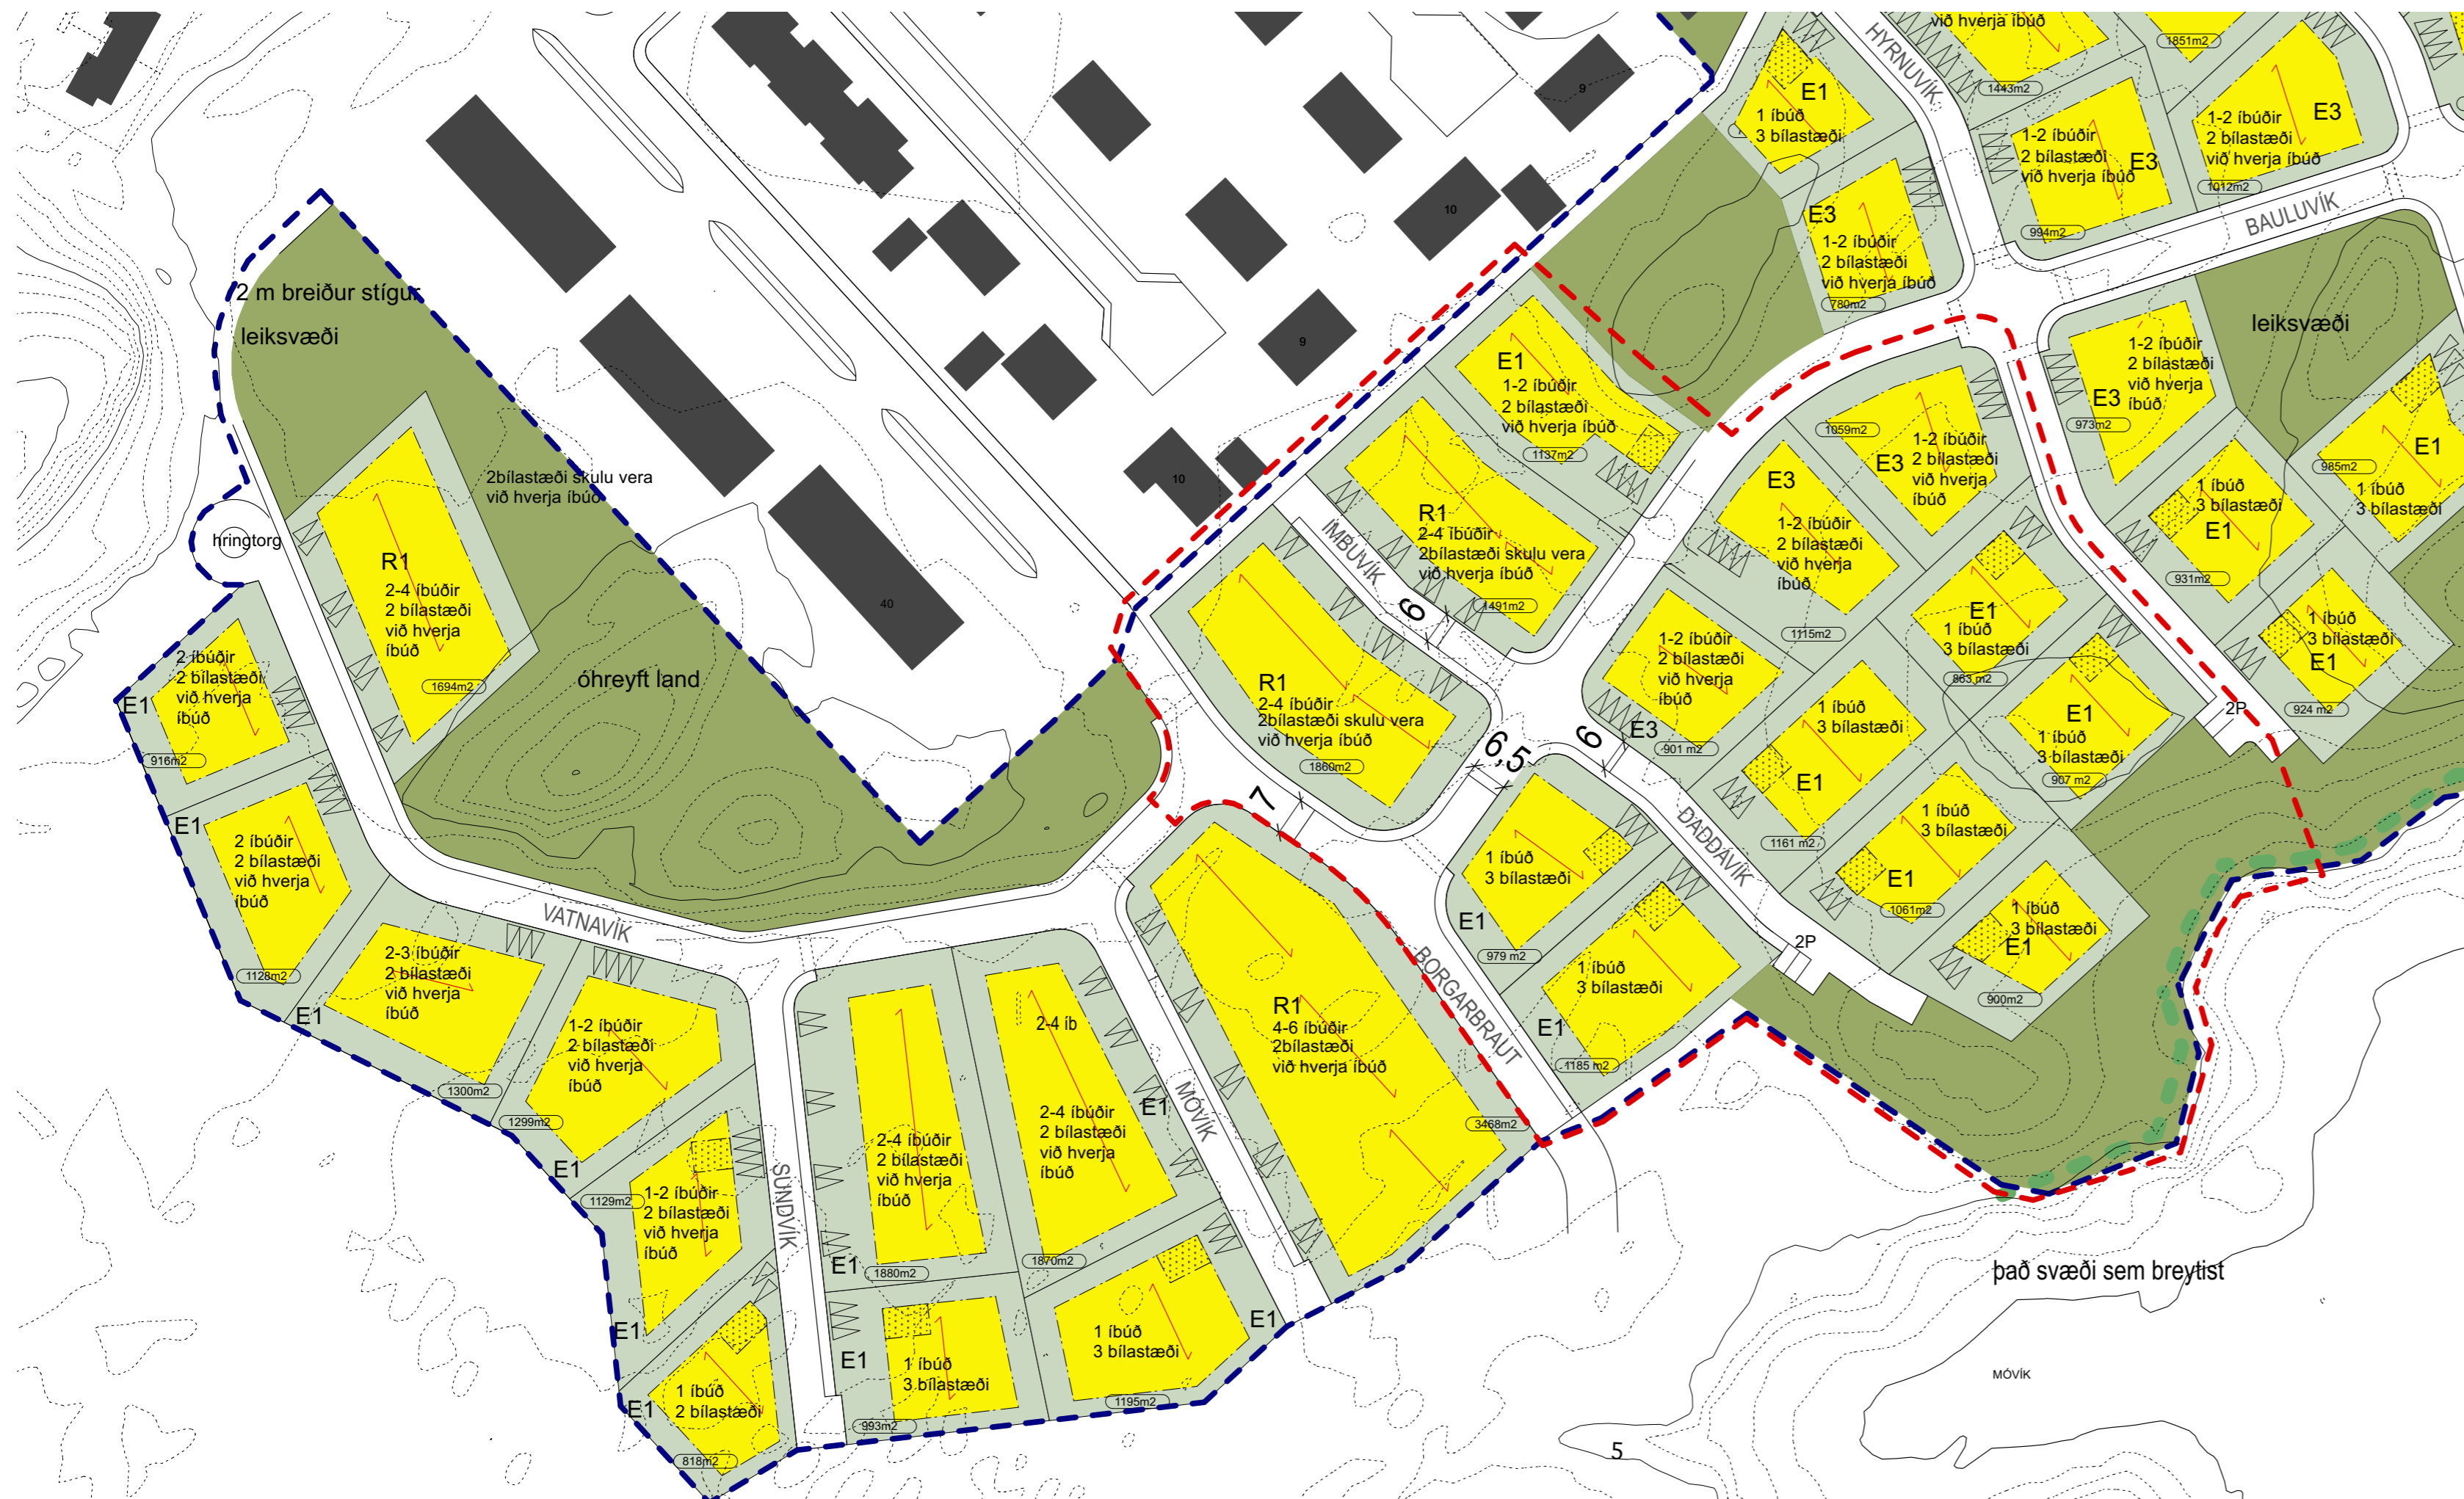 við hverja íbúð
1851m2
HYRNUVÍK
1443m2
E1
1 íbúð
3 bílastæði
1-2 íbúðir
2 bílastæði
við hverja íbúð
E3
994m2
1-2 íbúðir
2 bílastæði
við hverja íbúð
E3
1012m2
BAULUVÍK
E3
1-2 íbúðir
2 bílastæði
við hverja íbúð
780m2
9
10
9
10
40
2 m breiður stígur
leiksvæði
hringtorg
2bílastæði skulu vera
við hverja íbúð
R1
2-4 íbúðir
2 bílastæði
við hverja
íbúð
1694m2
óhreyft land
E1
1-2 íbúðir
2 bílastæði
við hverja íbúð
1137m2
R1
2-4 íbúðir
2bílastæði skulu vera
við hverja íbúð
1491m2
ÍMBUVÍK
6
R1
2-4 íbúðir
2bílastæði skulu vera
við hverja íbúð
1860m2
7
6,5
6
leiksvæði
1-2 íbúðir
2 bílastæði
við hverja
íbúð
E3
973m2
1059m2
E3
1-2 íbúðir
2 bílastæði
við hverja
íbúð
E3
1-2 íbúðir
2 bílastæði
við hverja
íbúð
1115m2
1-2 íbúðir
2 bílastæði
við hverja
íbúð
E3
901 m2
E1
985m2
1 íbúð
3 bílastæði
1 íbúð
3 bílastæði
E1
931m2
1 íbúð
3 bílastæði
E1
924 m2
2P
E1
1 íbúð
3 bílastæði
863 m2
E1
1 íbúð
3 bílastæði
907 m2
1 íbúð
3 bílastæði
E1
1161 m2
1 íbúð
3 bílastæði
E1
1061m2
1 íbúð
3 bílastæði
E1
900m2
DADDAVÍK
2P
1 íbúð
3 bílastæði
E1
979 m2
1 íbúð
3 bílastæði
E1
1185 m2
BORGARBRAUT
R1
4-6 íbúðir
2bílastæði
við hverja íbúð
3468m2
2 íbúðir
2 bílastæði
við hverja
íbúð
E1
916m2
E1
2 íbúðir
2 bílastæði
við hverja
íbúð
1128m2
VATNAVÍK
2-3 íbúðir
2 bílastæði
við hverja
íbúð
E1
1300m2
1-2 íbúðir
2 bílastæði
við hverja
íbúð
1299m2
E1
1129m2
1-2 íbúðir
2 bílastæði
við hverja
íbúð
E1
1 íbúð
2 bílastæði
E1
818m2
SUNDVÍK
2-4 íbúðir
2 bílastæði
við hverja
íbúð
E1
1880m2
2-4 íb
2-4 íbúðir
2 bílastæði
við hverja
íbúð
E1
1870m2
MÓVÍK
E1
1 íbúð
3 bílastæði
993m2
1 íbúð
3 bílastæði
E1
1195m2
það svæði sem breytist
MÓVÍK
5